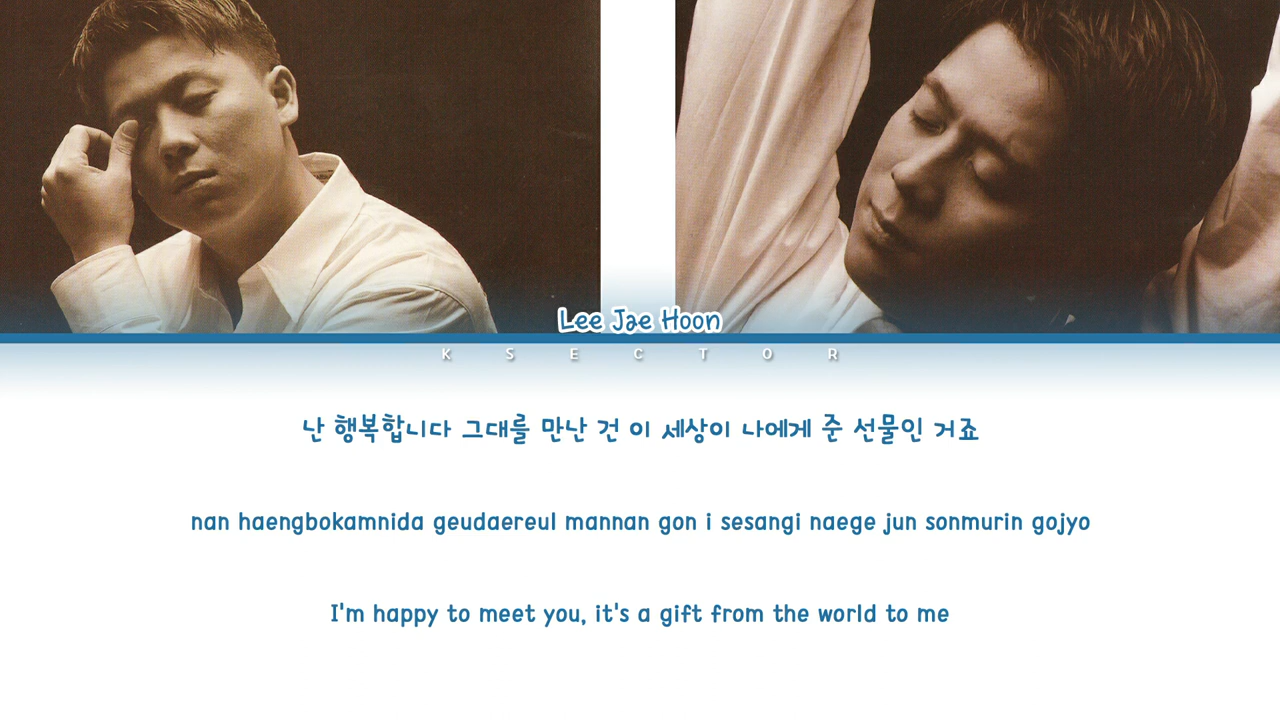 Lee Jae Hoon
K S E C T O R
난 행복합니다 그대를 만난 건 이 세상이 나에게 준 선물인 거죠
nan haengbokamnida geudaereul mannan gon i sesangi naege jun sonmurin gojyo
I'm happy to meet you, it's a gift from the world to me